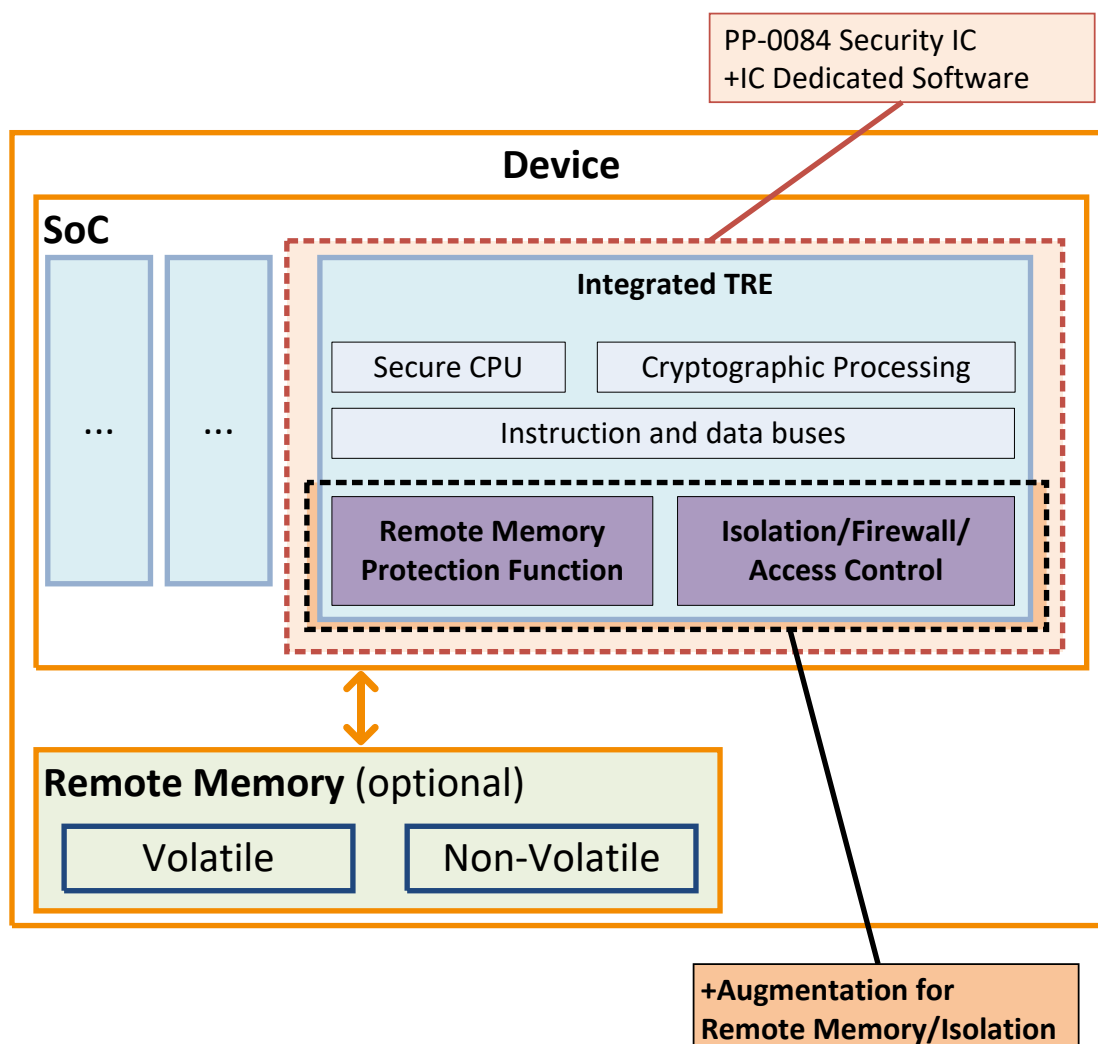 PP-0084 Security IC
+IC Dedicated Software
Device
SoC
...
...
Integrated TRE
Secure CPU
Cryptographic Processing
Instruction and data buses
Remote Memory
Protection Function
Isolation/Firewall/
Access Control
Remote Memory (optional)
Volatile
Non-Volatile
+Augmentation for
Remote Memory/Isolation